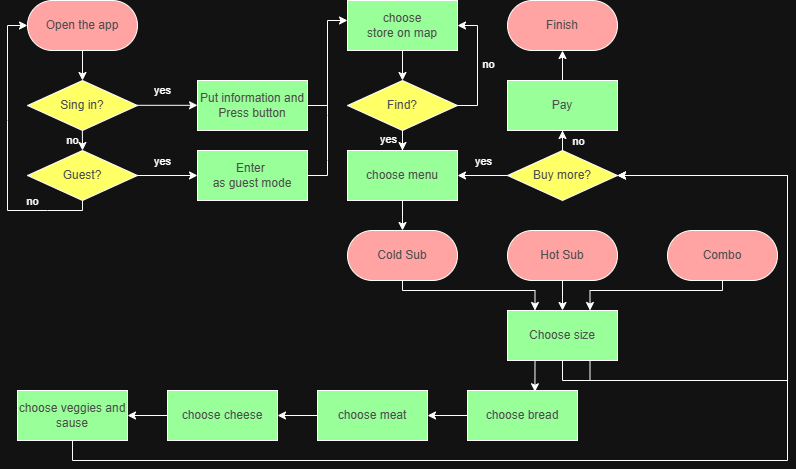 Open the app
choose
store on map
Finish
no
yes
Sing in?
Put information and
Press button
Find?
Pay
no
yes
no
yes
yes
Guest?
Enter
as guest mode
choose menu
Buy more?
no
Cold Sub
Hot Sub
Combo
Choose size
choose veggies and
sause
choose cheese
choose meat
choose bread